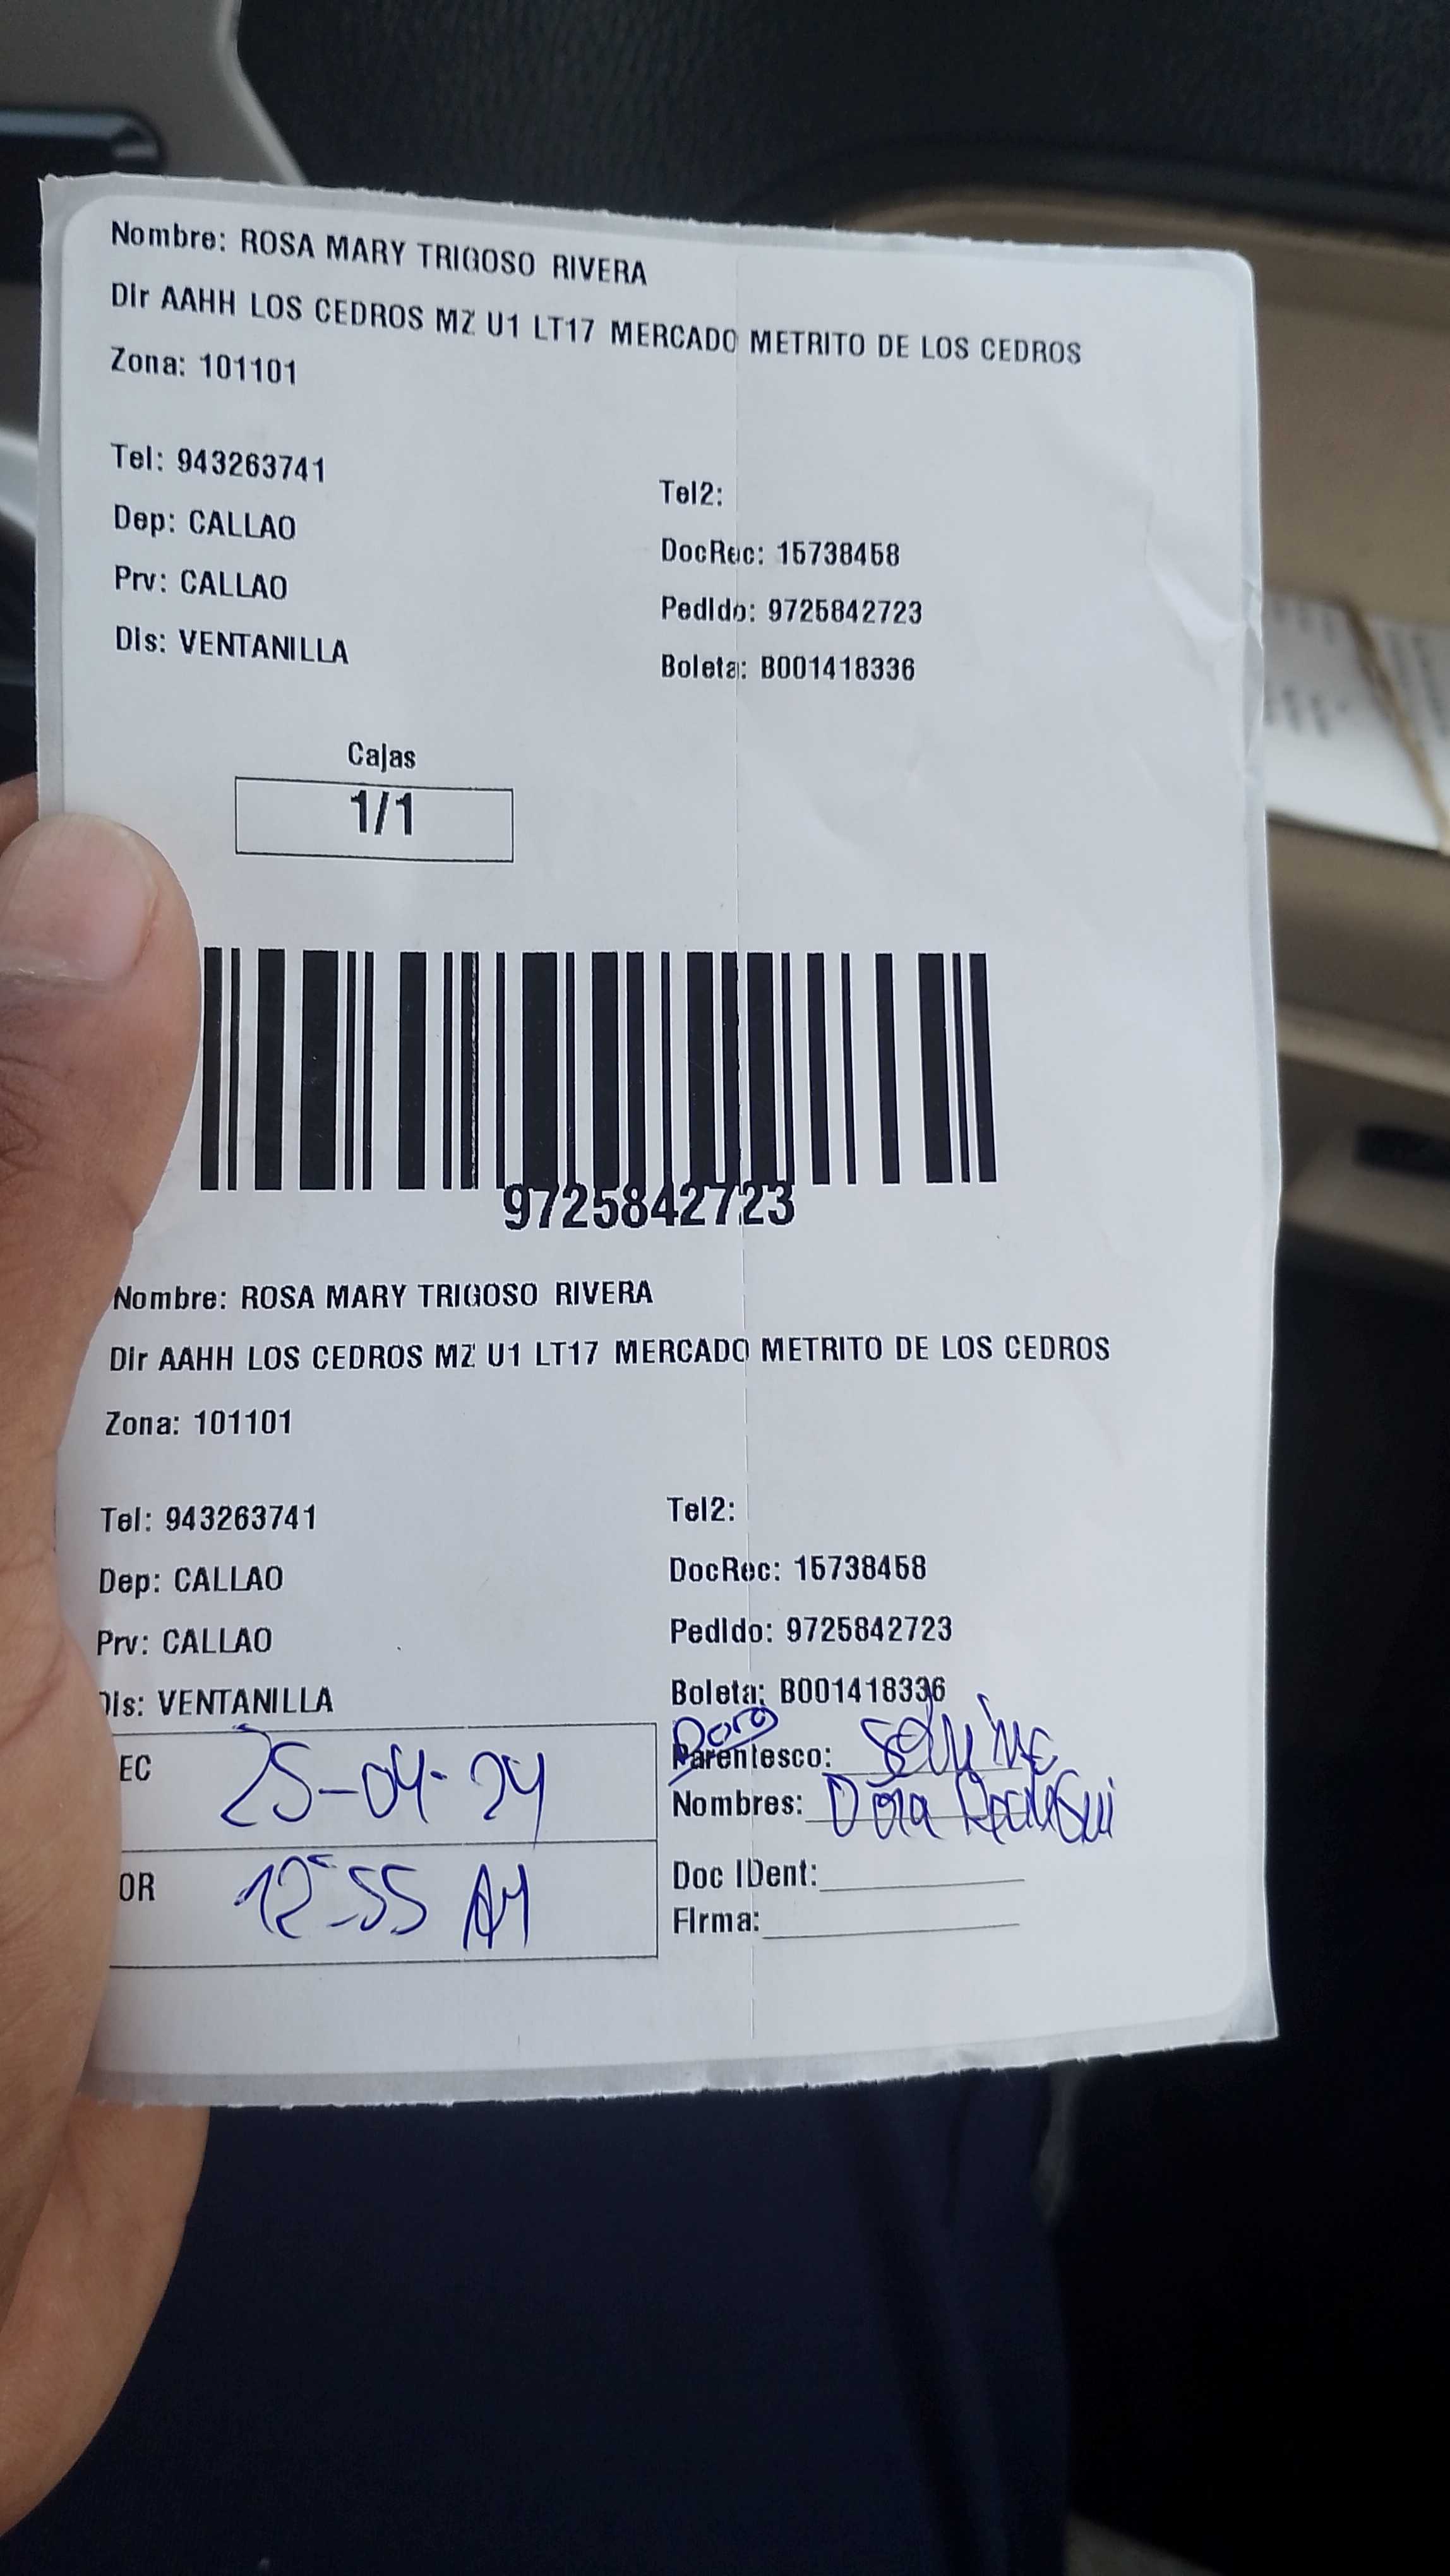 Nombre: ROSA MARY TRIGOSO RIVERA
Dir AAHH LOS CEDROS MZ U1 LT17 MERCADO METRITO DE LOS CEDROS
Zona: 101101
Tel: 943263741
Tel2:
Dep: CALLAO
DocRec: 15738458
Prv: CALLAO
Pedido: 9725842723
Dis: VENTANILLA
Boleta: B001418336
Cajas
1/1
9725842723
Nombre: ROSA MARY TRIGOSO RIVERA
Dir AAHH LOS CEDROS MZ U1 LT17 MERCADO METRITO DE LOS CEDROS
Zona: 101101
Tel: 943263741
Tel2:
Dep: CALLAO
DocRec: 15738458
Prv: CALLAO
Pedido: 9725842723
Dis: VENTANILLA
Boleta: B001418336
EC 25-04-24
Parentesco:
Nombres: Dora
OR 12:55 AM
Doc IDent:
Firma: